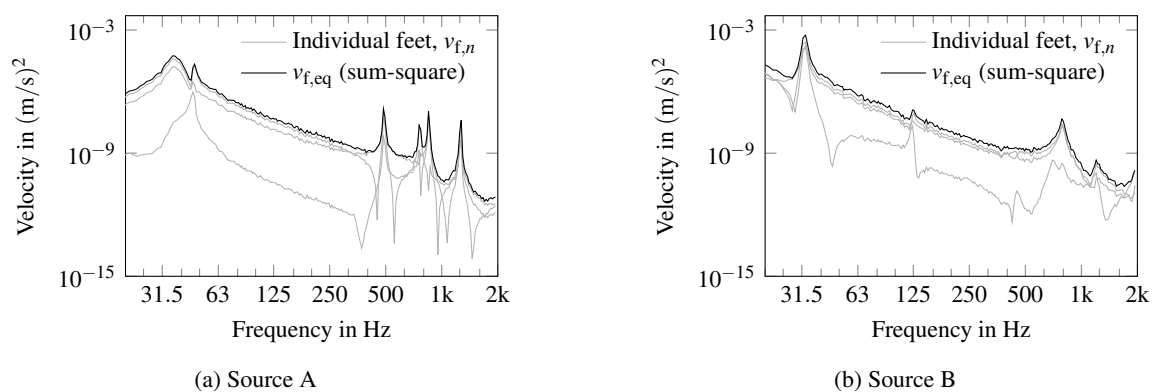 10⁻³
10⁻⁹
10⁻¹⁵
Velocity in (m/s)²
Individual feet, v_f,n
v_f,eq (sum-square)
31.5 63 125 250 500 1k 2k
Frequency in Hz
(a) Source A
10⁻³
10⁻⁹
10⁻¹⁵
Velocity in (m/s)²
Individual feet, v_f,n
v_f,eq (sum-square)
31.5 63 125 250 500 1k 2k
Frequency in Hz
(b) Source B